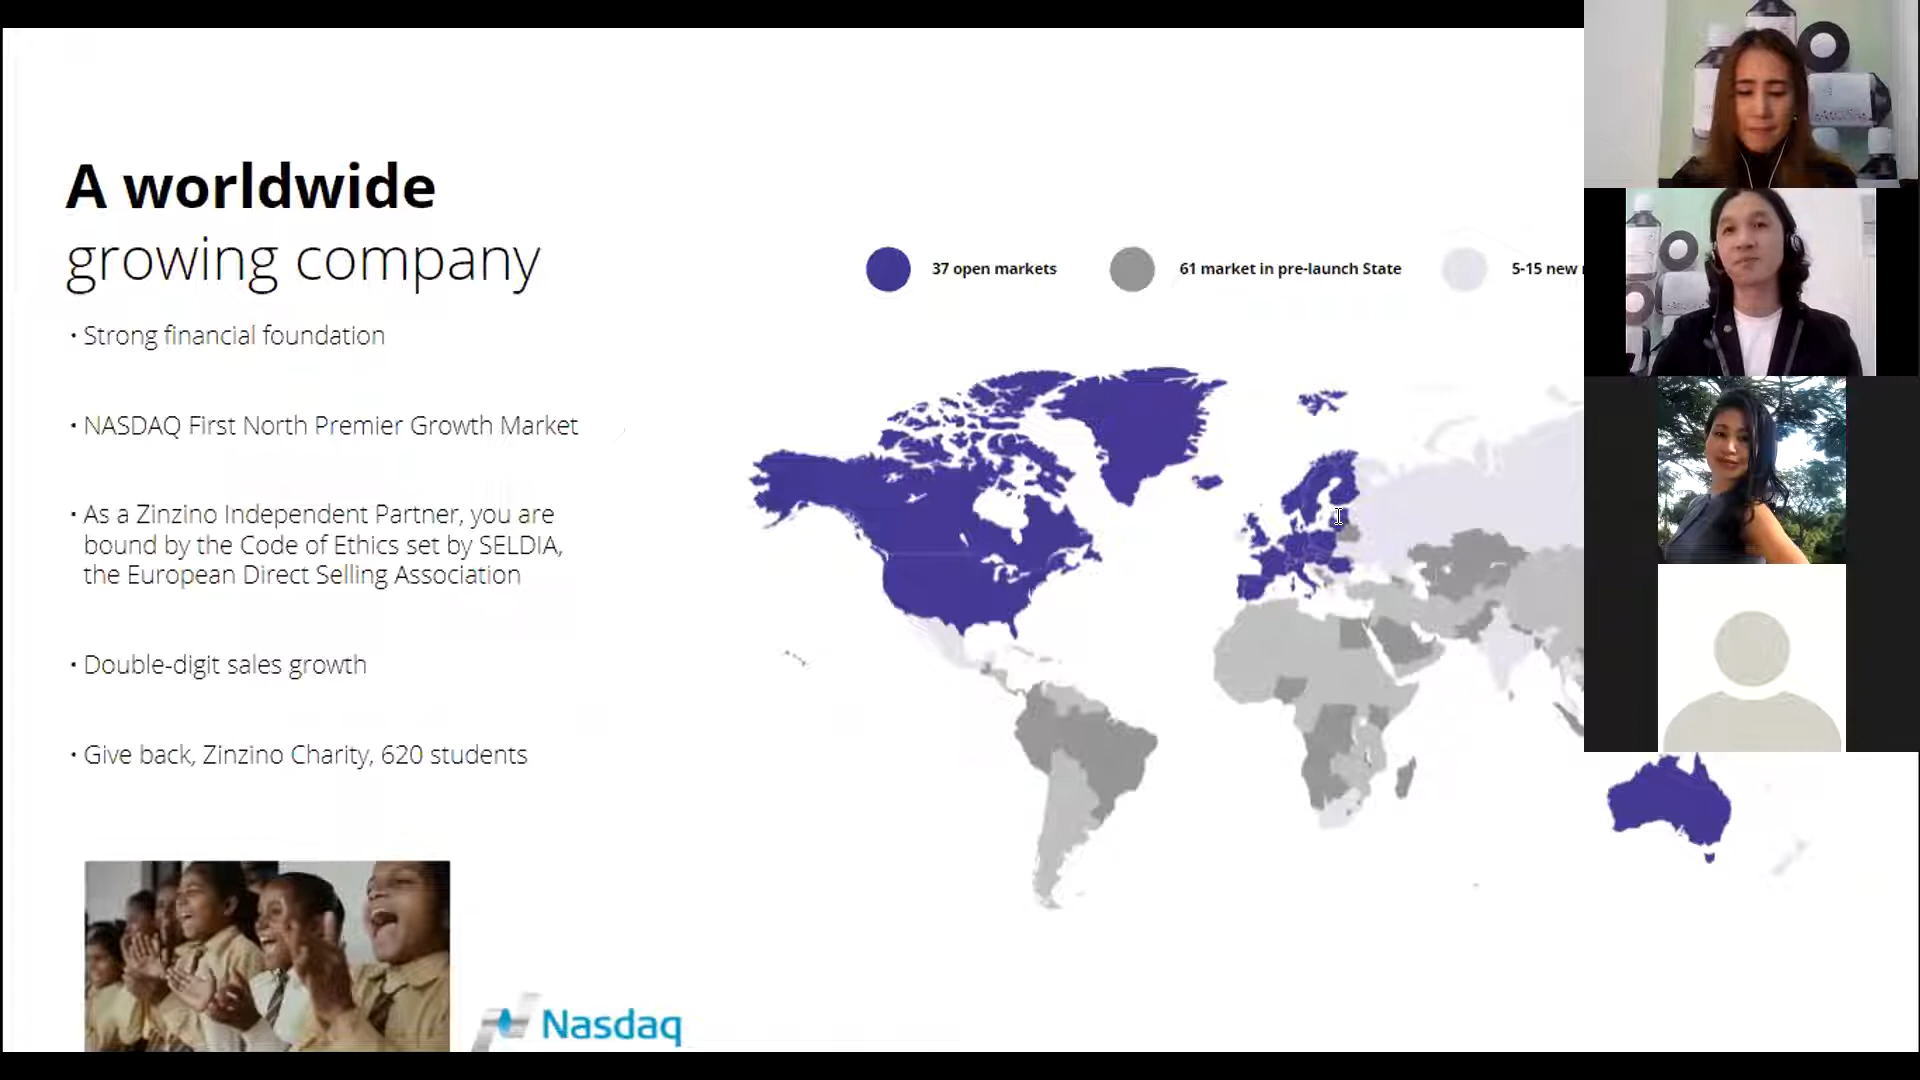 A worldwide
growing company
37 open markets
61 market in pre-launch State
5-15 new
• Strong financial foundation
• NASDAQ First North Premier Growth Market
• As a Zinzino Independent Partner, you are
bound by the Code of Ethics set by SELDIA,
the European Direct Selling Association
• Double-digit sales growth
• Give back, Zinzino Charity, 620 students
Nasdaq